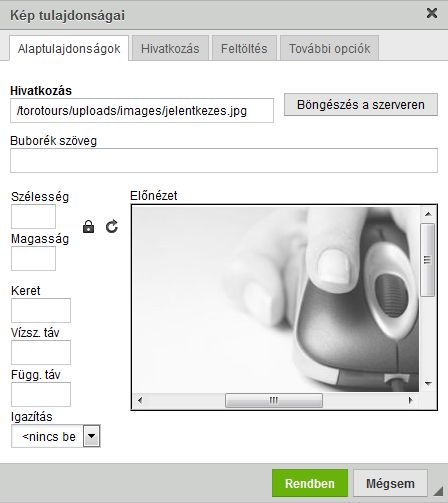 Kép tulajdonságai
Alaptulajdonságok Hivatkozás Feltöltés További opciók
Hivatkozás
/torotours/uploads/images/jelentkezes.jpg Böngészés a szerveren
Buborék szöveg
Szélesség
Előnézet
Magasság
Keret
Vízsz. táv
Függ. táv
Igazítás
<nincs be
Rendben Mégsem